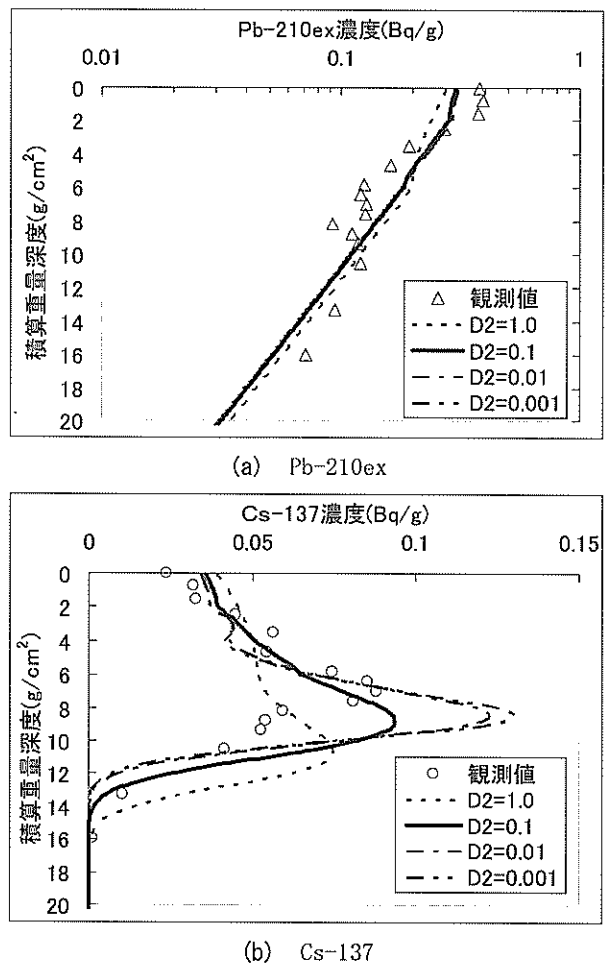 Pb-210ex濃度(Bq/g)
0.01 0.1 1
0
2
4
6
8
10
12
14
16
18
20
積算重量深度(g/cm²)
観測値
D2=1.0
D2=0.1
D2=0.01
D2=0.001
(a) Pb-210ex
Cs-137濃度(Bq/g)
0 0.05 0.1 0.15
0
2
4
6
8
10
12
14
16
18
20
積算重量深度(g/cm²)
観測値
D2=1.0
D2=0.1
D2=0.01
D2=0.001
(b) Cs-137